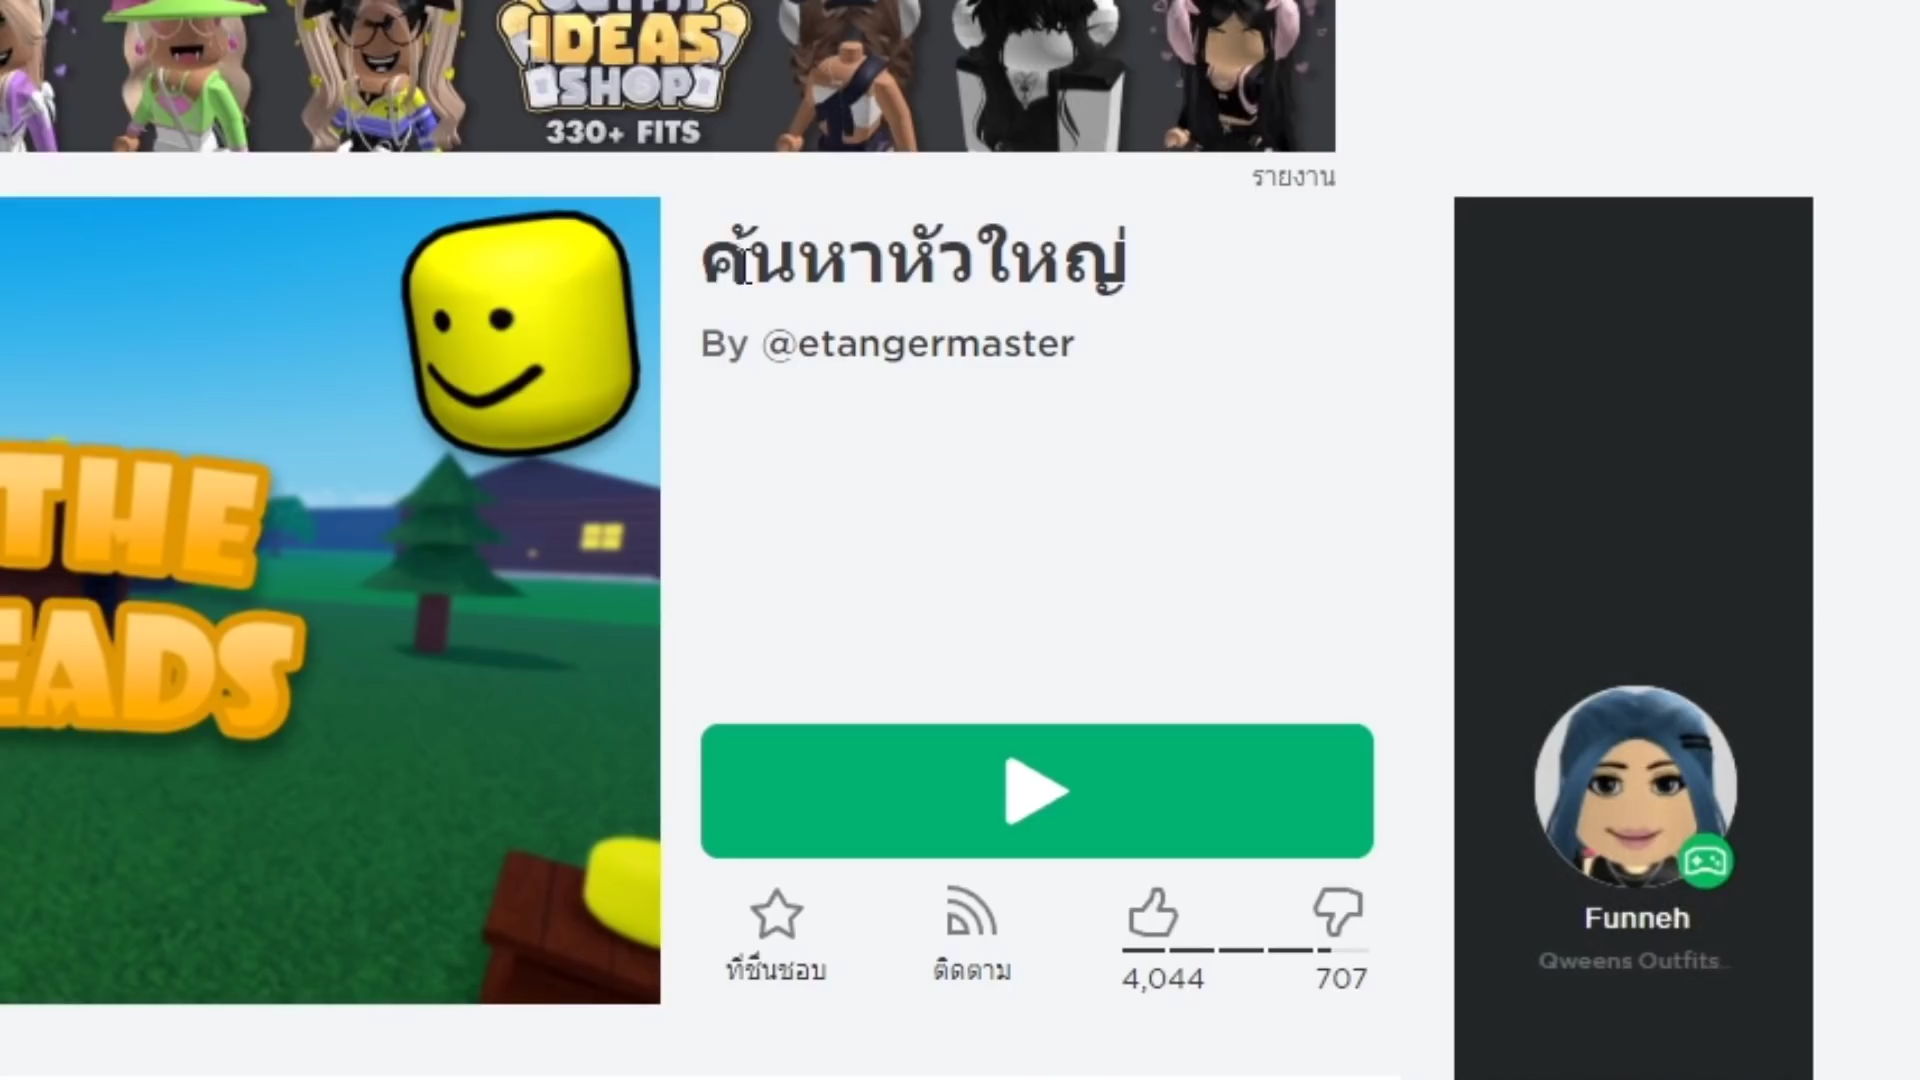 IDEAS
SHOP
330+ FITS
รายงาน
ค้นหาหัวใหญ่
By @etangermaster
THE
EADS
ที่ชื่นชอบ
ติดตาม
4,044
707
Funneh
Qweens Outfits..